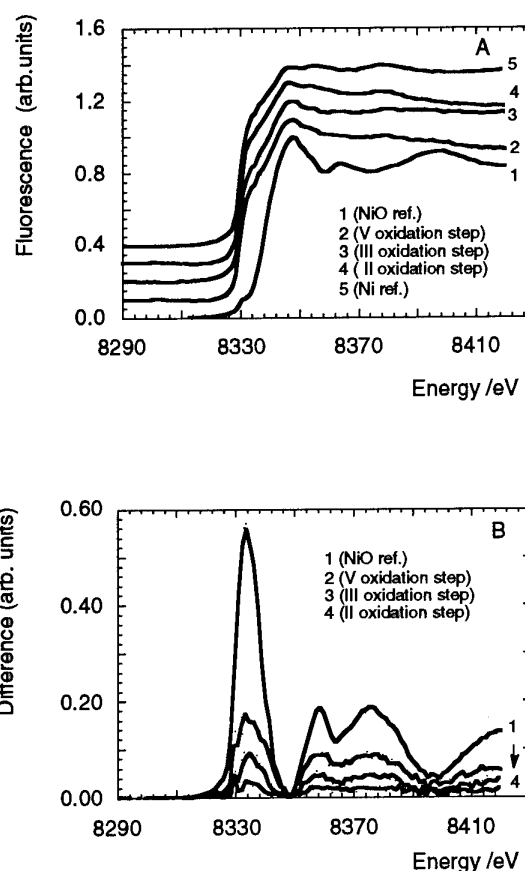 Fluorescence (arb.units)
1.6
1.2
0.8
0.4
0.0
A
5
4
3
2
1
1 (NiO ref.)
2 (V oxidation step)
3 (III oxidation step)
4 ( II oxidation step)
5 (Ni ref.)
8290 8330 8370 8410
Energy /eV
Difference (arb. units)
0.60
0.40
0.20
0.00
B
1 (NiO ref.)
2 (V oxidation step)
3 (III oxidation step)
4 (II oxidation step)
1
4
8290 8330 8370 8410
Energy /eV